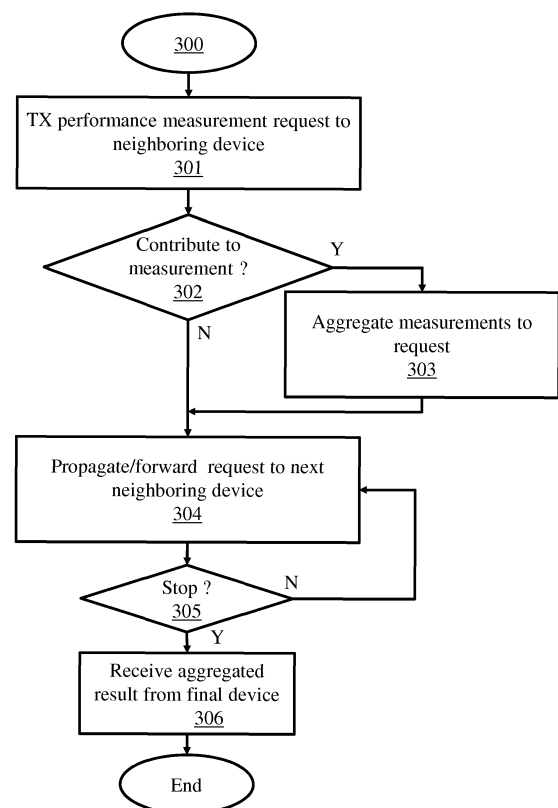 300
TX performance measurement request to
neighboring device
301
Contribute to
measurement ?
302
Y
N
Aggregate measurements to
request
303
Propagate/forward request to next
neighboring device
304
Stop ?
305
N
Y
Receive aggregated
result from final device
306
End